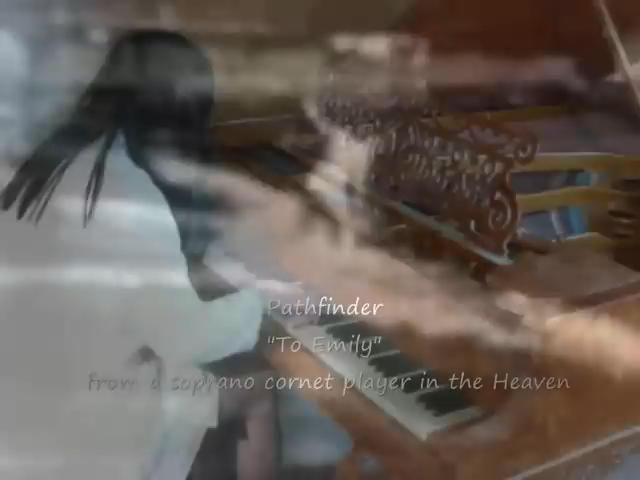 Pathfinder
"To Emily"
from a soprano cornet player in the Heaven